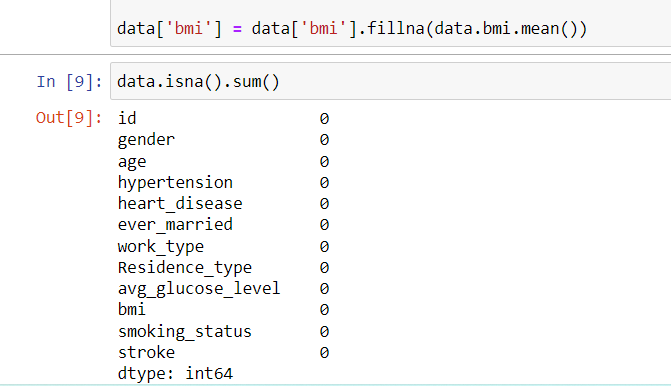 data['bmi'] = data['bmi'].fillna(data.bmi.mean())
In [9]: data.isna().sum()
Out[9]: id 0
gender 0
age 0
hypertension 0
heart_disease 0
ever_married 0
work_type 0
Residence_type 0
avg_glucose_level 0
bmi 0
smoking_status 0
stroke 0
dtype: int64